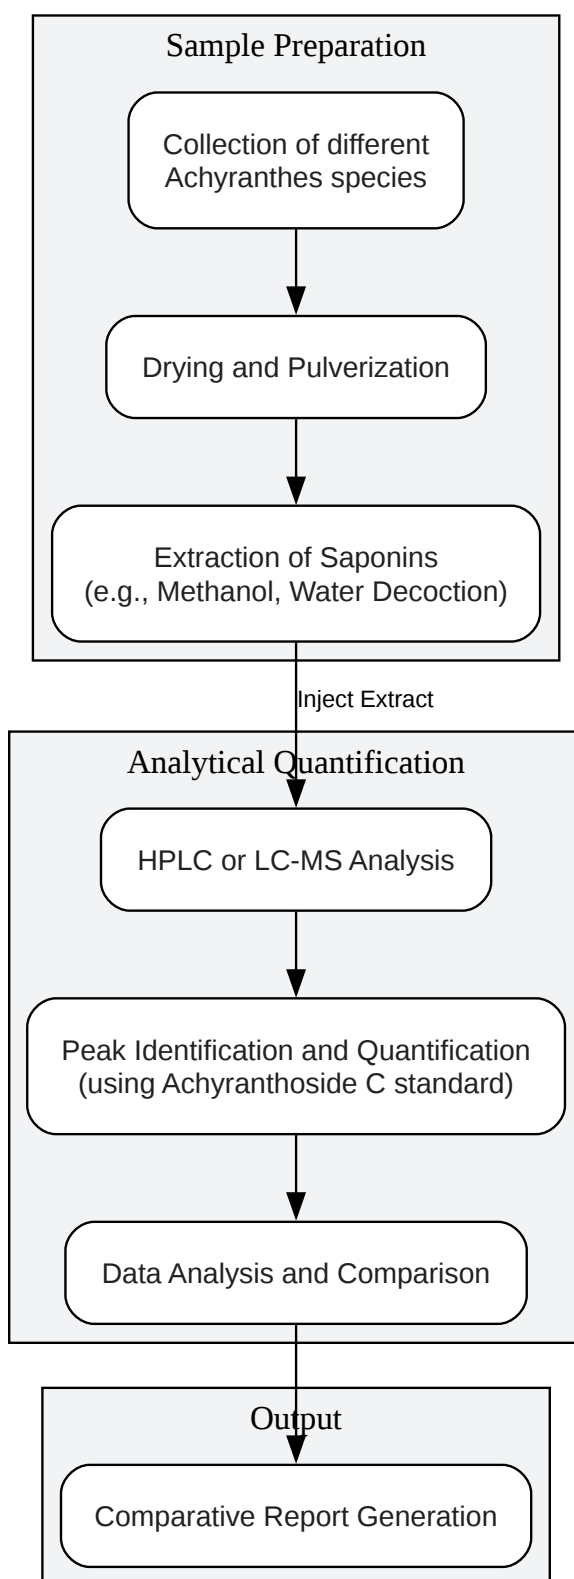 Sample Preparation
Collection of different
Achyranthes species
Drying and Pulverization
Extraction of Saponins
(e.g., Methanol, Water Decoction)
Inject Extract
Analytical Quantification
HPLC or LC-MS Analysis
Peak Identification and Quantification
(using Achyranthoside C standard)
Data Analysis and Comparison
Output
Comparative Report Generation